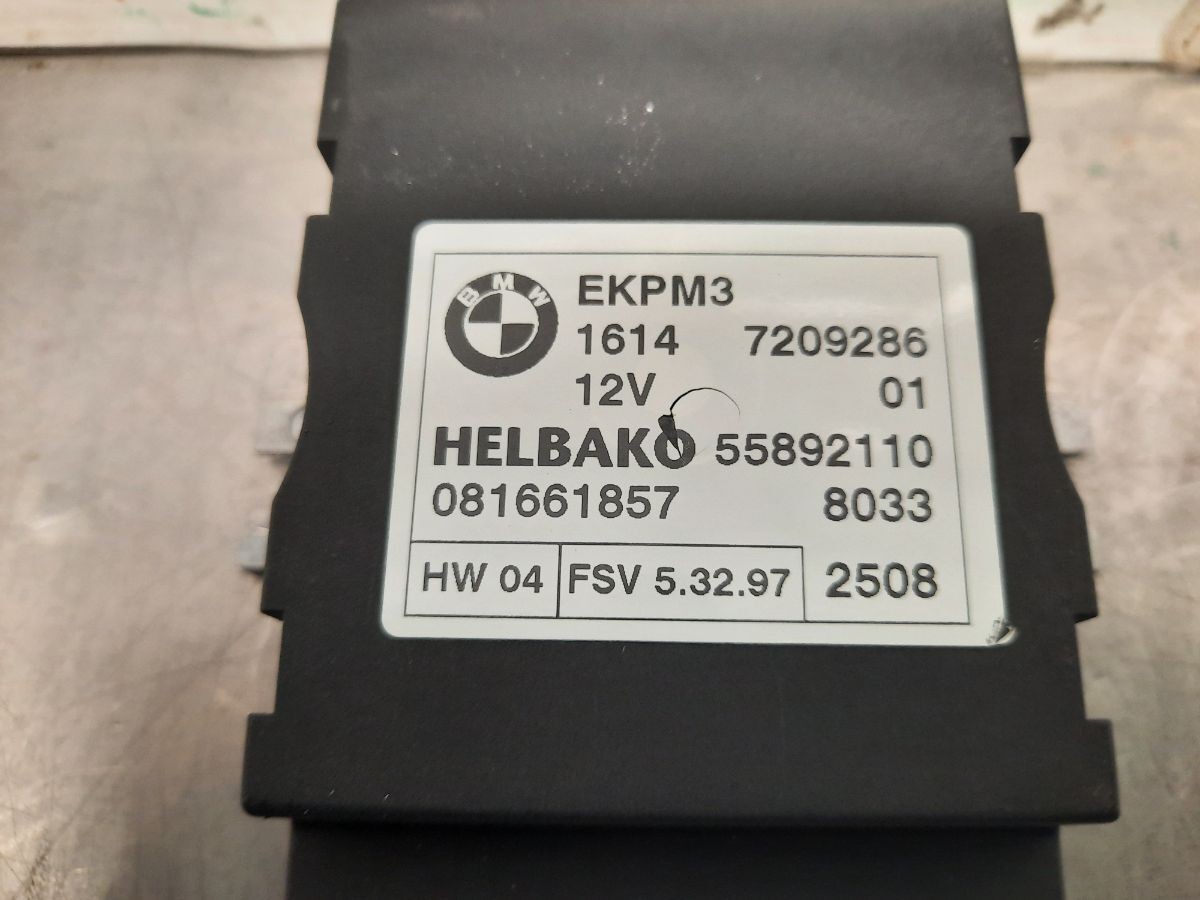 BMW
EKPM3
1614 7209286
12V 01
HELBAKO 55892110
081661857 8033
HW 04 FSV 5.32.97 2508